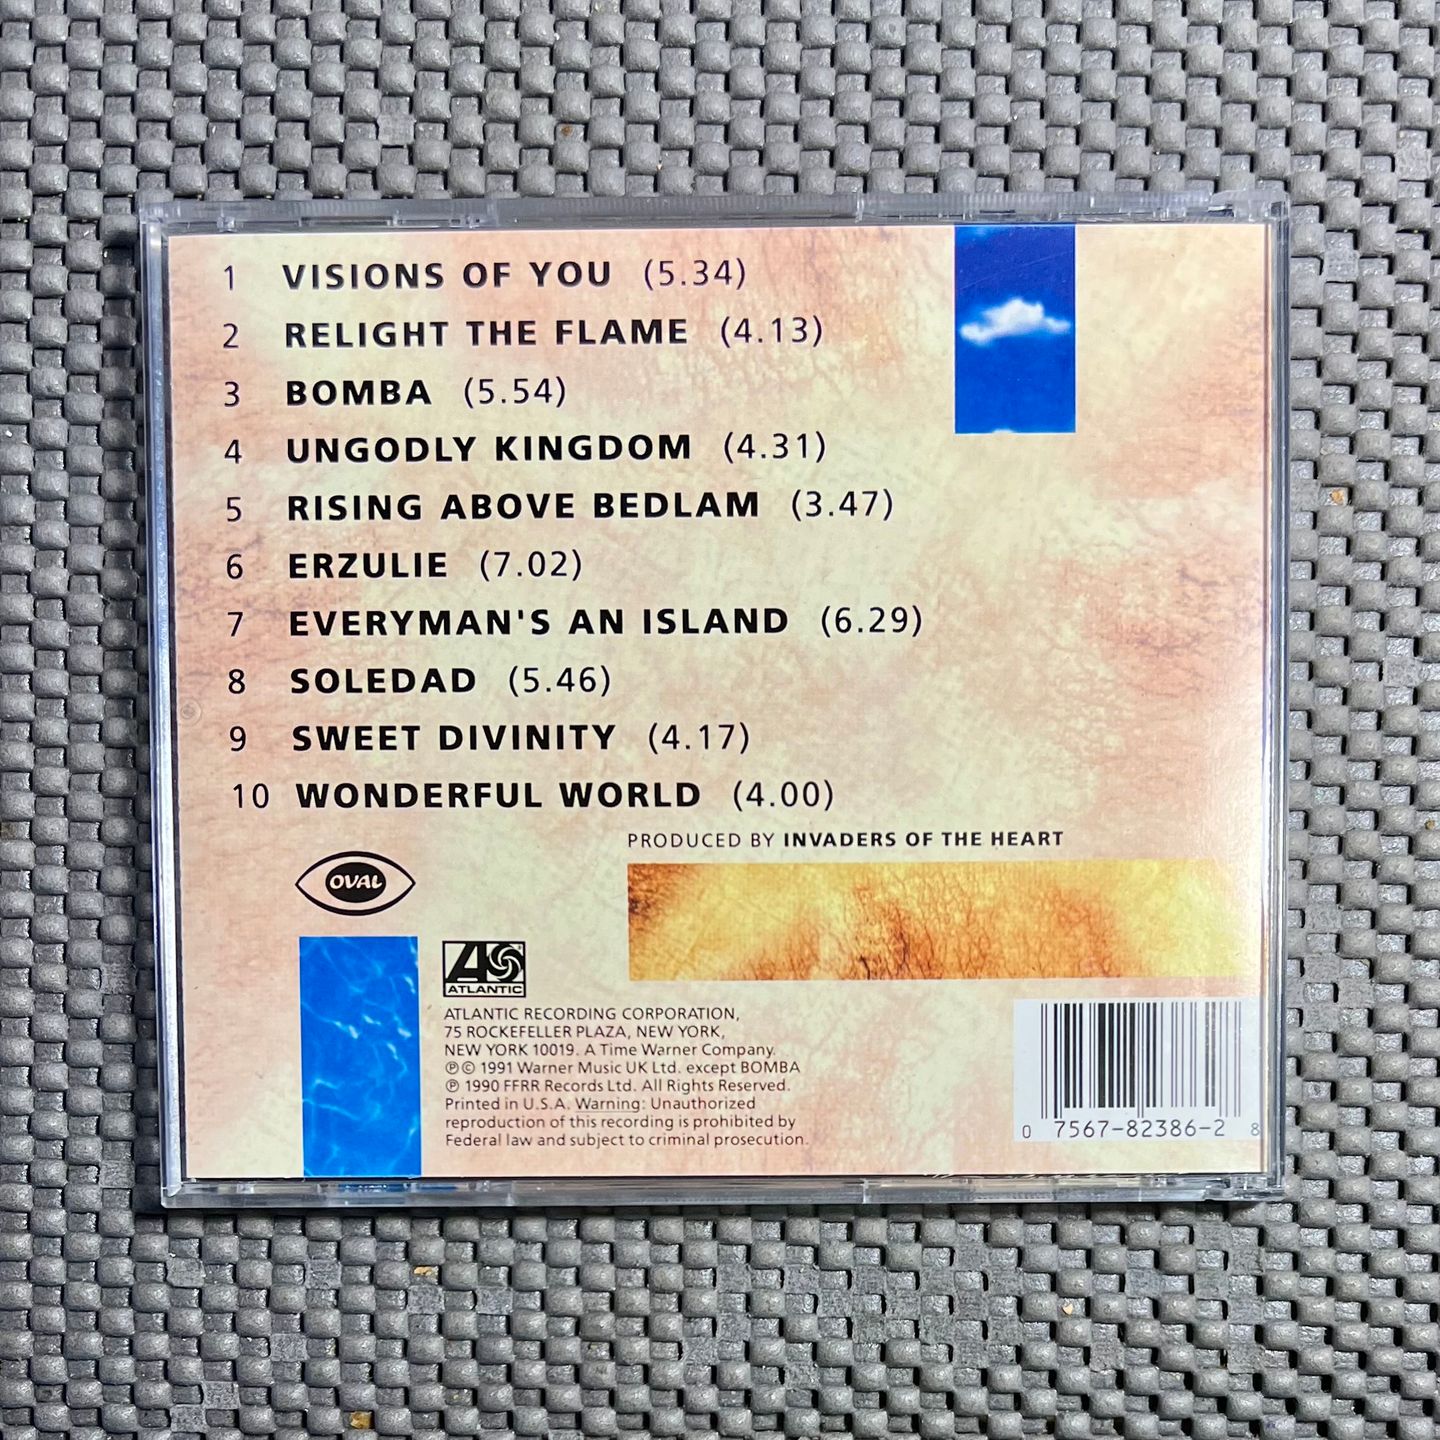 1 VISIONS OF YOU (5.34)
2 RELIGHT THE FLAME (4.13)
3 BOMBA (5.54)
4 UNGODLY KINGDOM (4.31)
5 RISING ABOVE BEDLAM (3.47)
6 ERZULIE (7.02)
7 EVERYMAN'S AN ISLAND (6.29)
8 SOLEDAD (5.46)
9 SWEET DIVINITY (4.17)
10 WONDERFUL WORLD (4.00)
PRODUCED BY INVADERS OF THE HEART
OVAL
ATLANTIC
ATLANTIC RECORDING CORPORATION,
75 ROCKEFELLER PLAZA, NEW YORK,
NEW YORK 10019. A Time Warner Company.
℗© 1991 Warner Music UK Ltd. except BOMBA
℗ 1990 FFRR Records Ltd. All Rights Reserved.
Printed in U.S.A. Warning: Unauthorized
reproduction of this recording is prohibited by
Federal law and subject to criminal prosecution.
0 7567-82386-2 8